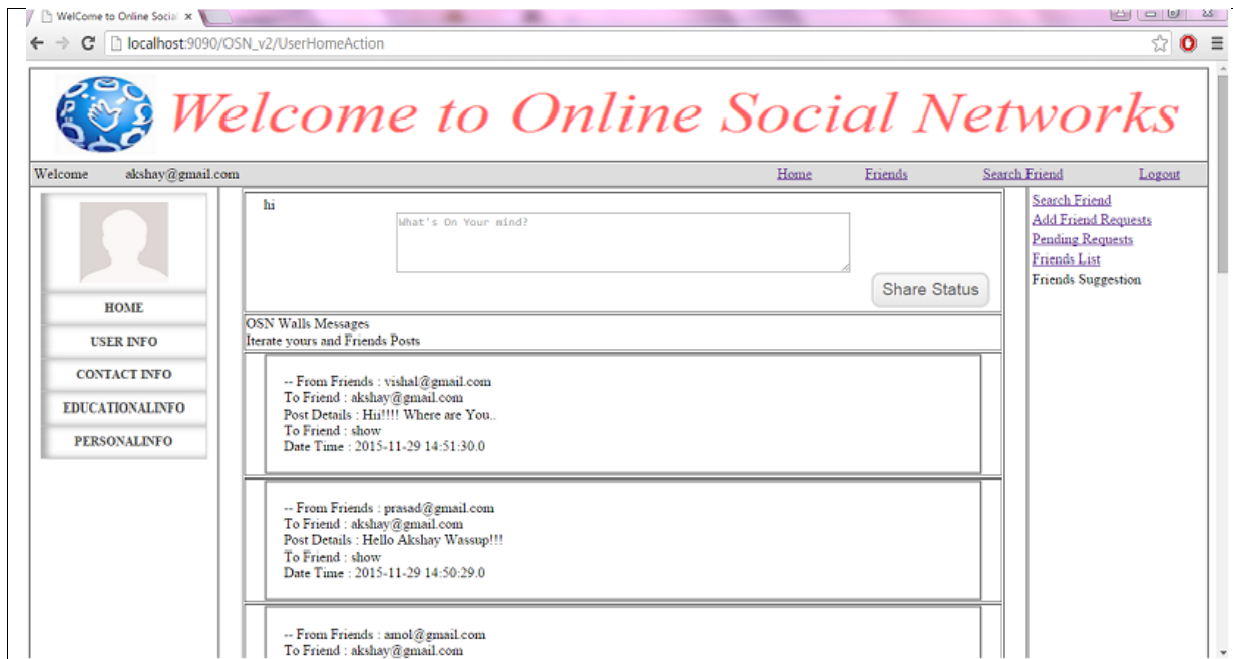 WelCome to Online Social
localhost:9090/OSN_v2/UserHomeAction
Welcome to Online Social Networks
Welcome akshay@gmail.com Home Friends Search Friend Logout
HOME
USER INFO
CONTACT INFO
EDUCATIONALINFO
PERSONALINFO
hi
What's On Your mind?
Share Status
OSN Walls Messages
Iterate yours and Friends Posts
-- From Friends : vishal@gmail.com
To Friend : akshay@gmail.com
Post Details : Hii!!!! Where are You..
To Friend : show
Date Time : 2015-11-29 14:51:30.0
-- From Friends : prasad@gmail.com
To Friend : akshay@gmail.com
Post Details : Hello Akshay Wassup!!!
To Friend : show
Date Time : 2015-11-29 14:50:29.0
-- From Friends : amol@gmail.com
To Friend : akshay@gmail.com
Search Friend
Add Friend Requests
Pending Requests
Friends List
Friends Suggestion